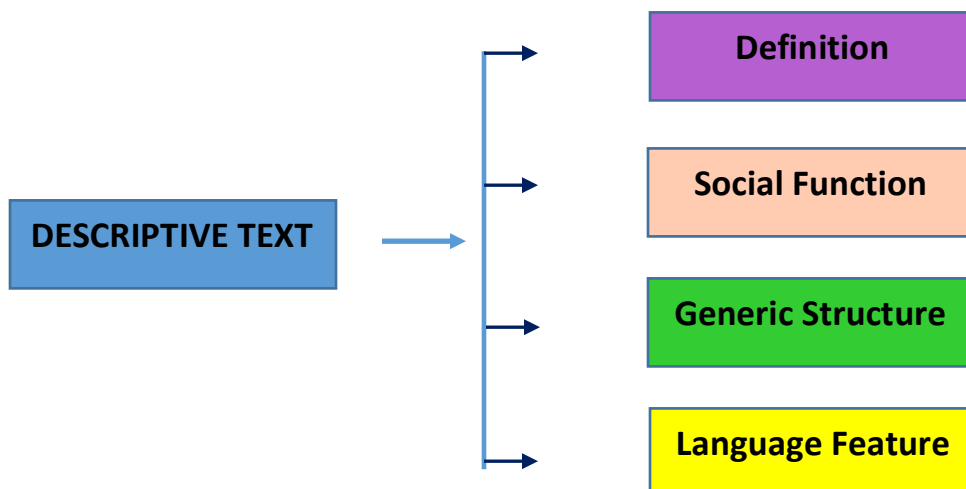 DESCRIPTIVE TEXT
Definition
Social Function
Generic Structure
Language Feature